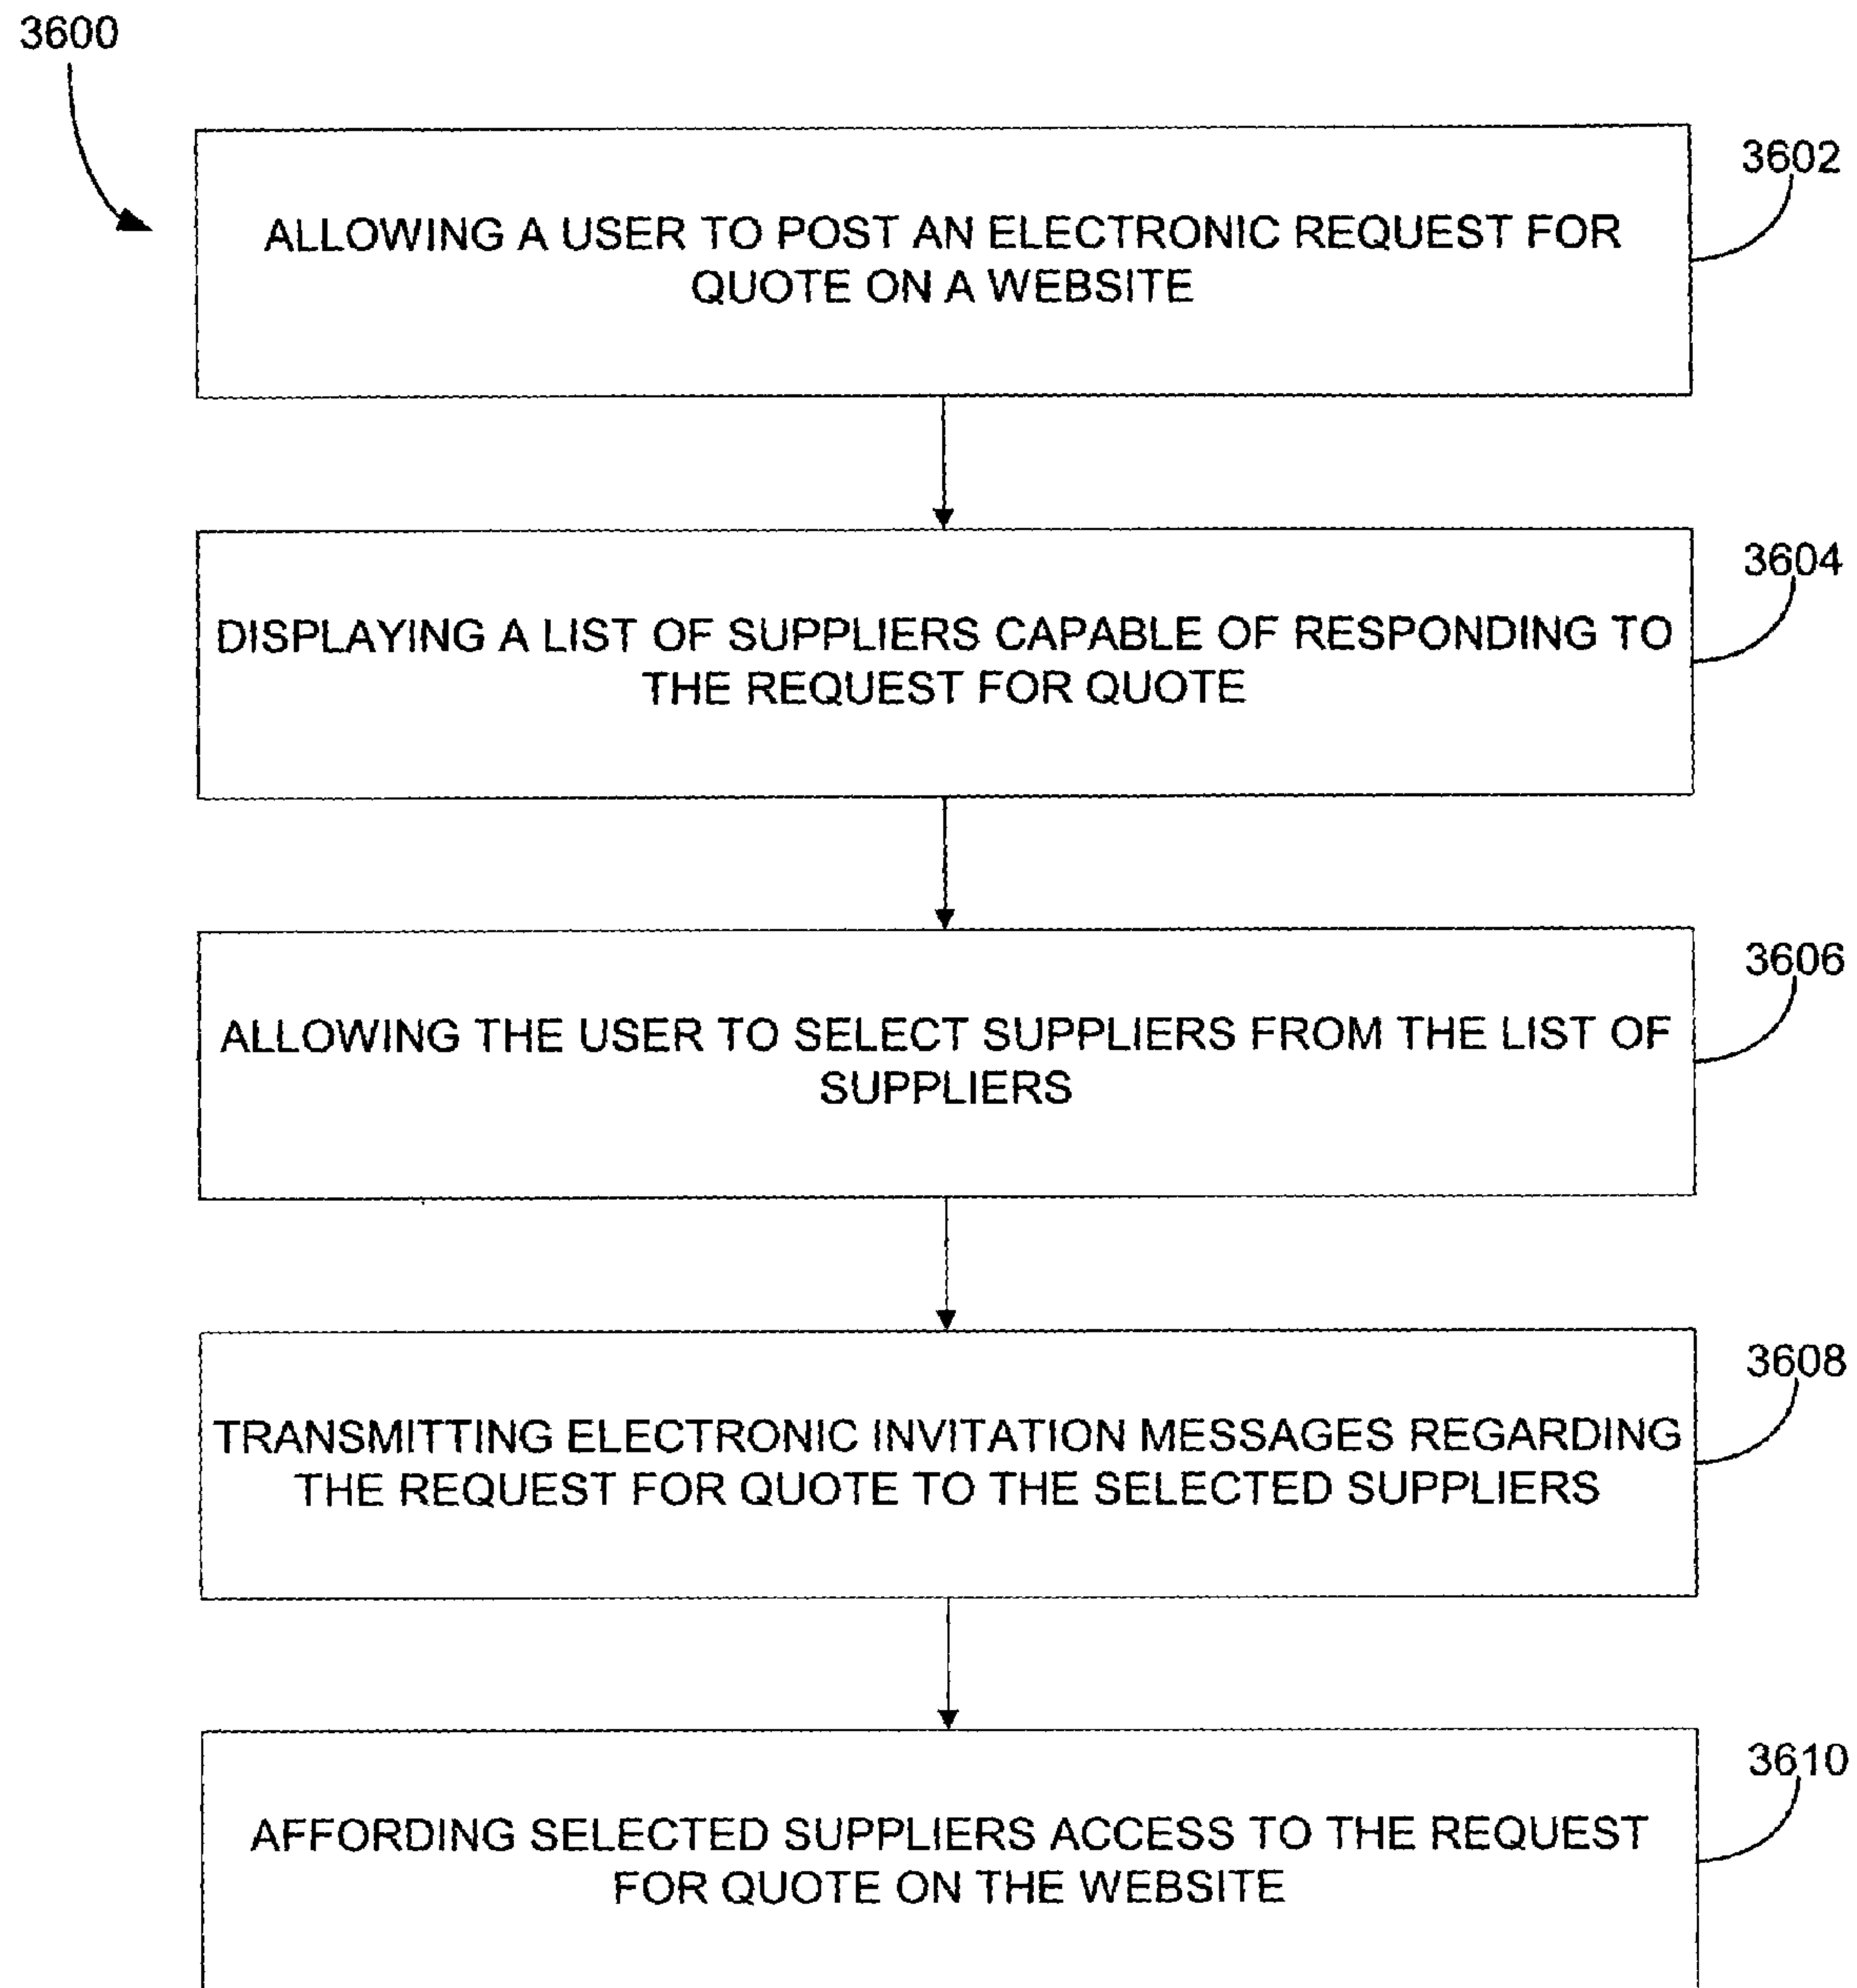 3600
3602
ALLOWING A USER TO POST AN ELECTRONIC REQUEST FOR
QUOTE ON A WEBSITE
3604
DISPLAYING A LIST OF SUPPLIERS CAPABLE OF RESPONDING TO
THE REQUEST FOR QUOTE
3606
ALLOWING THE USER TO SELECT SUPPLIERS FROM THE LIST OF
SUPPLIERS
3608
TRANSMITTING ELECTRONIC INVITATION MESSAGES REGARDING
THE REQUEST FOR QUOTE TO THE SELECTED SUPPLIERS
3610
AFFORDING SELECTED SUPPLIERS ACCESS TO THE REQUEST
FOR QUOTE ON THE WEBSITE